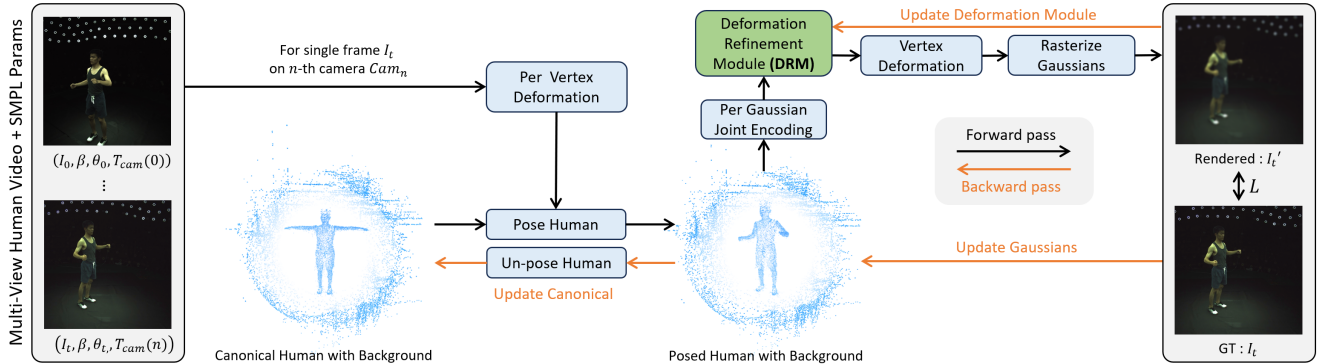 Multi-View Human Video + SMPL Params
(I_0, β, θ_0, T_cam(0))
⋮
(I_t, β, θ_t, T_cam(n))
For single frame I_t
on n-th camera Cam_n
Per Vertex
Deformation
Pose Human
Un-pose Human
Update Canonical
Canonical Human with Background
Posed Human with Background
Per Gaussian
Joint Encoding
Deformation
Refinement
Module (DRM)
Update Deformation Module
Vertex
Deformation
Rasterize
Gaussians
Forward pass
Backward pass
Update Gaussians
Rendered : I_t'
L
GT : I_t